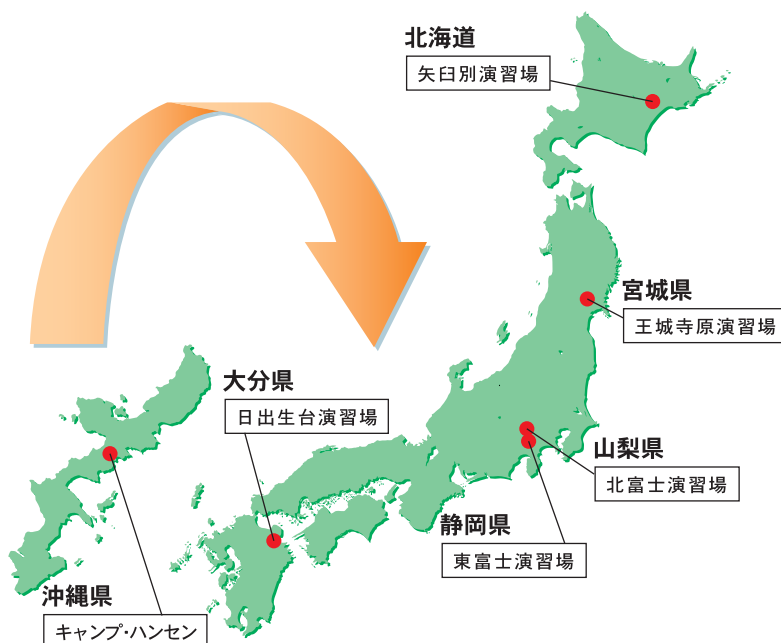 北海道
矢臼別演習場
宮城県
王城寺原演習場
大分県
日出生台演習場
山梨県
北富士演習場
静岡県
東富士演習場
沖縄県
キャンプ・ハンセン